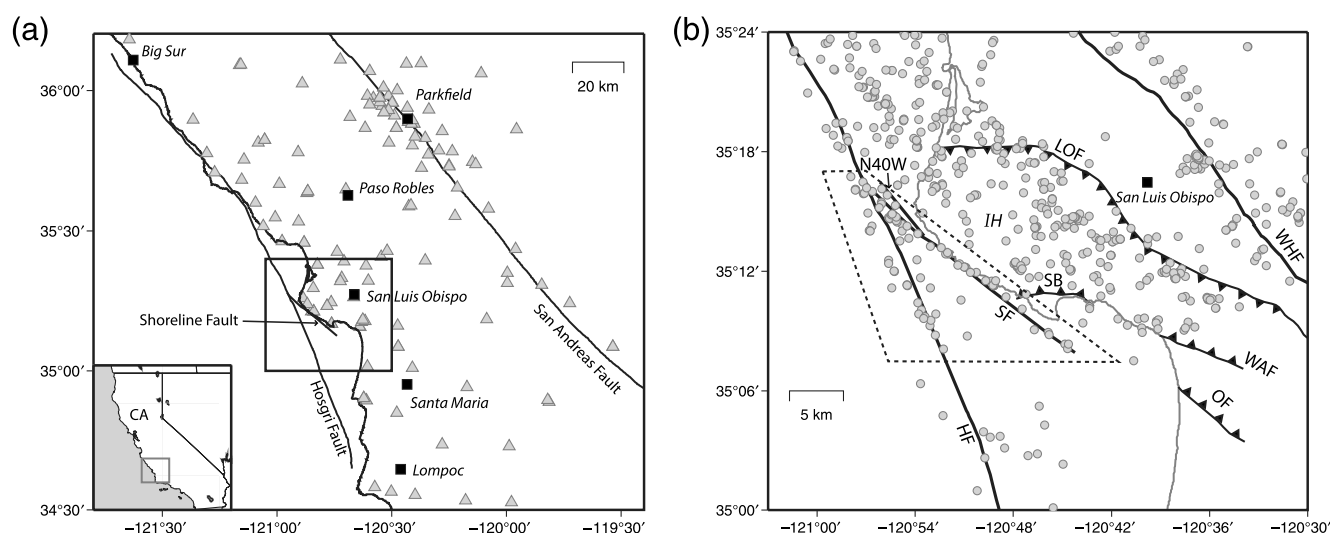 (a)
Big Sur
20 km
36°00′
Parkfield
Paso Robles
35°30′
San Luis Obispo
Shoreline Fault
San Andreas Fault
35°00′
Santa Maria
Hosgri Fault
CA
Lompoc
34°30′
−121°30′
−121°00′
−120°30′
−120°00′
−119°30′
(b)
35°24′
35°18′
LOF
N40W
San Luis Obispo
IH
WHF
35°12′
SB
SF
WAF
35°06′
5 km
OF
HF
35°00′
−121°00′
−120°54′
−120°48′
−120°42′
−120°36′
−120°30′